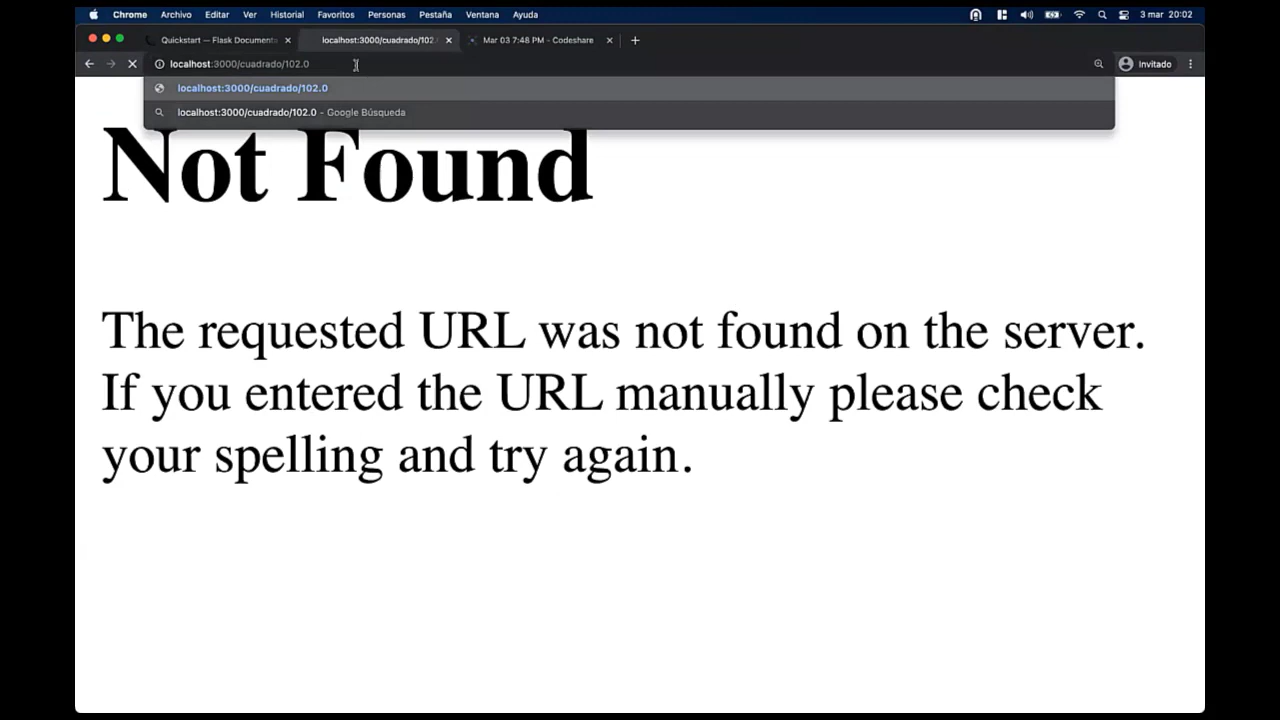 Chrome Archivo Editar Ver Historial Favoritos Personas Pestaña Ventana Ayuda 3 mar 20:02
Quickstart — Flask Documenta localhost:3000/cuadrado/102. Mar 03 7:48 PM - Codeshare
localhost:3000/cuadrado/102.0 Invitado
localhost:3000/cuadrado/102.0
localhost:3000/cuadrado/102.0 - Google Búsqueda
Not Found
The requested URL was not found on the server.
If you entered the URL manually please check
your spelling and try again.